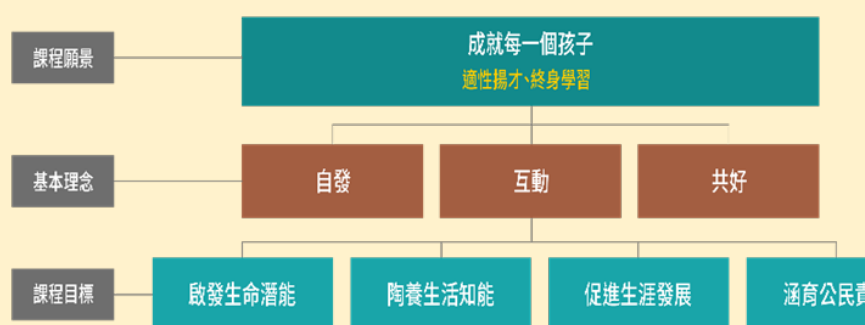 課程願景
成就每一個孩子
適性揚才、終身學習
基本理念
自發
互動
共好
課程目標
啟發生命潛能
陶養生活知能
促進生涯發展
涵育公民責